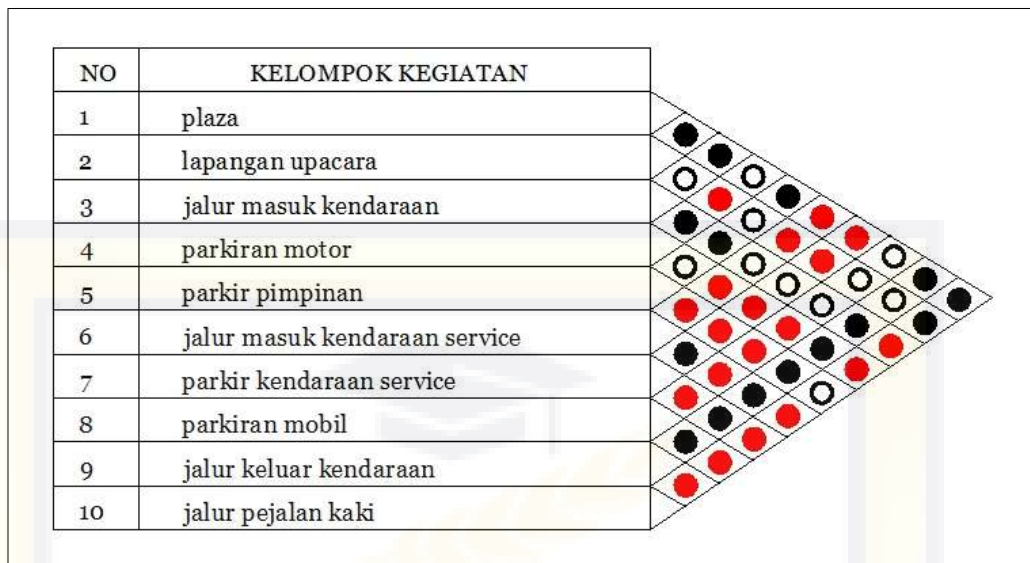 NO KELOMPOK KEGIATAN
1 plaza
2 lapangan upacara
3 jalur masuk kendaraan
4 parkiran motor
5 parkir pimpinan
6 jalur masuk kendaraan service
7 parkir kendaraan service
8 parkiran mobil
9 jalur keluar kendaraan
10 jalur pejalan kaki